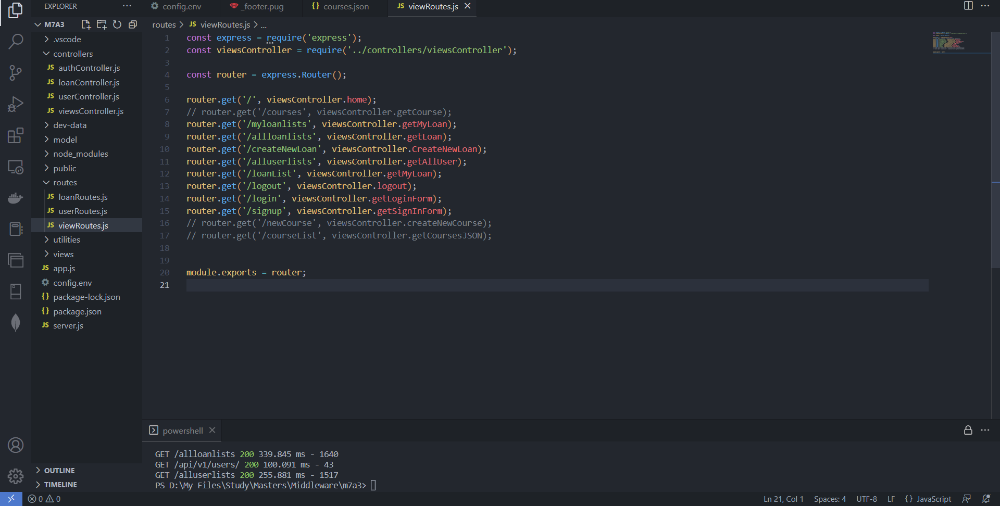 EXPLORER
config.env
_footer.pug
{} courses.json
JS viewRoutes.js
M7A3
routes > JS viewRoutes.js > ...
.vscode
controllers
JS authController.js
JS loanController.js
JS userController.js
JS viewsController.js
dev-data
model
node_modules
public
routes
JS loanRoutes.js
JS userRoutes.js
JS viewRoutes.js
utilities
views
JS app.js
config.env
{} package-lock.json
{} package.json
JS server.js
OUTLINE
TIMELINE
1 const express = require('express');
2 const viewsController = require('../controllers/viewsController');
3
4 const router = express.Router();
5
6 router.get('/', viewsController.home);
7 // router.get('/courses', viewsController.getCourse);
8 router.get('/myloanlists', viewsController.getMyLoan);
9 router.get('/allloanlists', viewsController.getLoan);
10 router.get('/createNewLoan', viewsController.CreateNewLoan);
11 router.get('/alluserlists', viewsController.getAllUser);
12 router.get('/loanList', viewsController.getMyLoan);
13 router.get('/logout', viewsController.logout);
14 router.get('/login', viewsController.getLoginForm);
15 router.get('/signup', viewsController.getSignInForm);
16 // router.get('/newCourse', viewsController.createNewCourse);
17 // router.get('/courseList', viewsController.getCoursesJSON);
18
19
20 module.exports = router;
21
powershell
GET /allloanlists 200 339.845 ms - 1640
GET /api/v1/users/ 200 100.091 ms - 43
GET /alluserlists 200 255.881 ms - 1517
PS D:\My Files\Study\Masters\Middleware\m7a3>
0 0
Ln 21, Col 1 Spaces: 4 UTF-8 LF {} JavaScript